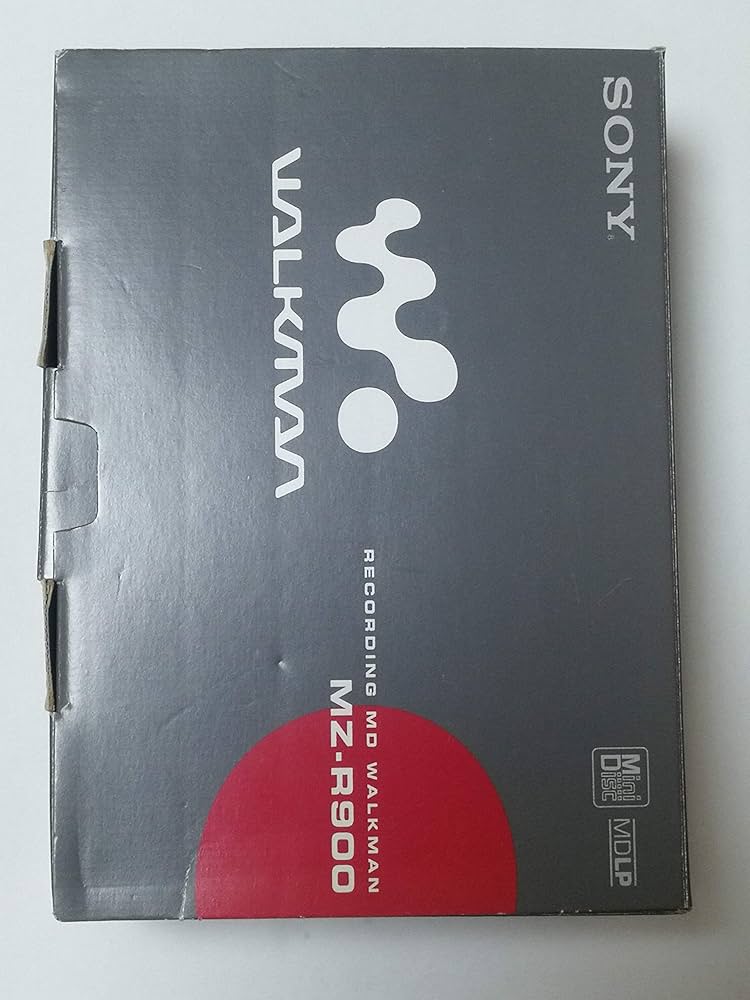 SONY®
WALKMAN
RECORDING MD WALKMAN
MZ-R900
Mini
Disc
MDLP